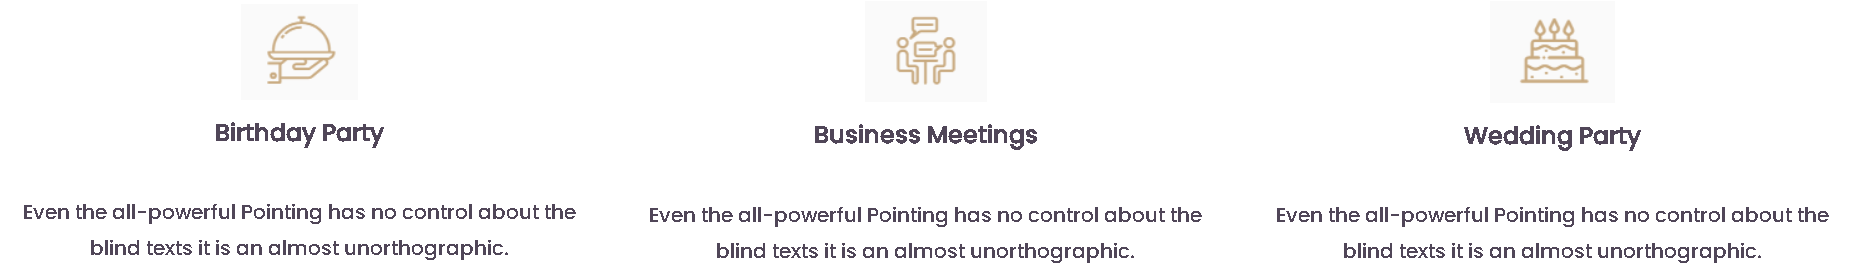 Birthday Party
Even the all-powerful Pointing has no control about the
blind texts it is an almost unorthographic.
Business Meetings
Even the all-powerful Pointing has no control about the
blind texts it is an almost unorthographic.
Wedding Party
Even the all-powerful Pointing has no control about the
blind texts it is an almost unorthographic.